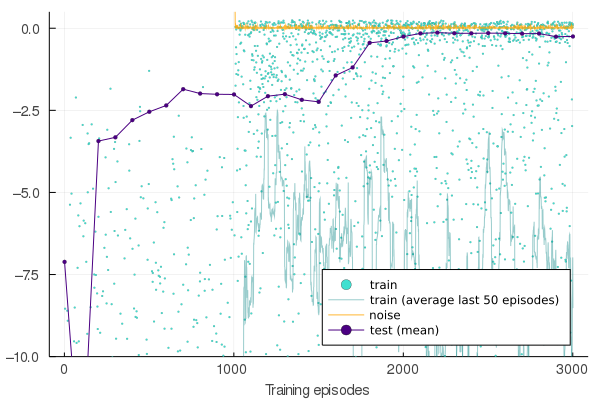 0.0
−2.5
−5.0
−7.5
−10.0
0
1000
2000
3000
Training episodes
train
train (average last 50 episodes)
noise
test (mean)